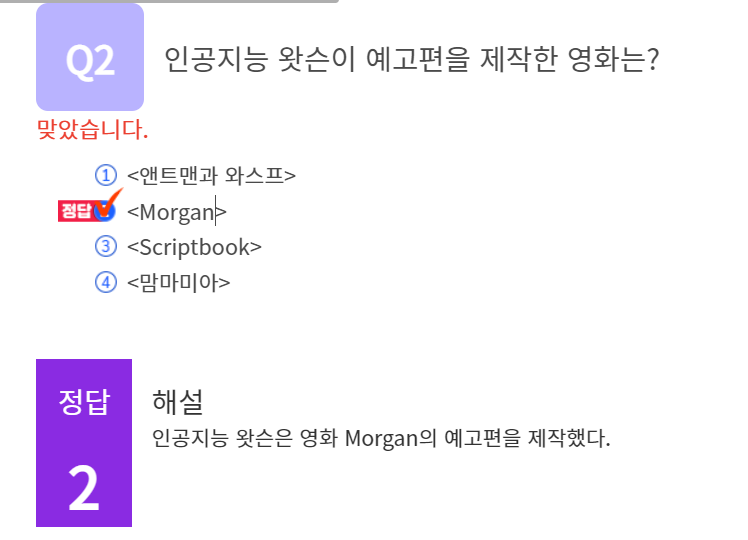 Q2
인공지능 왓슨이 예고편을 제작한 영화는?
맞았습니다.
① <앤트맨과 와스프>
정답 <Morgan>
③ <Scriptbook>
④ <맘마미아>
정답
2
해설
인공지능 왓슨은 영화 Morgan의 예고편을 제작했다.